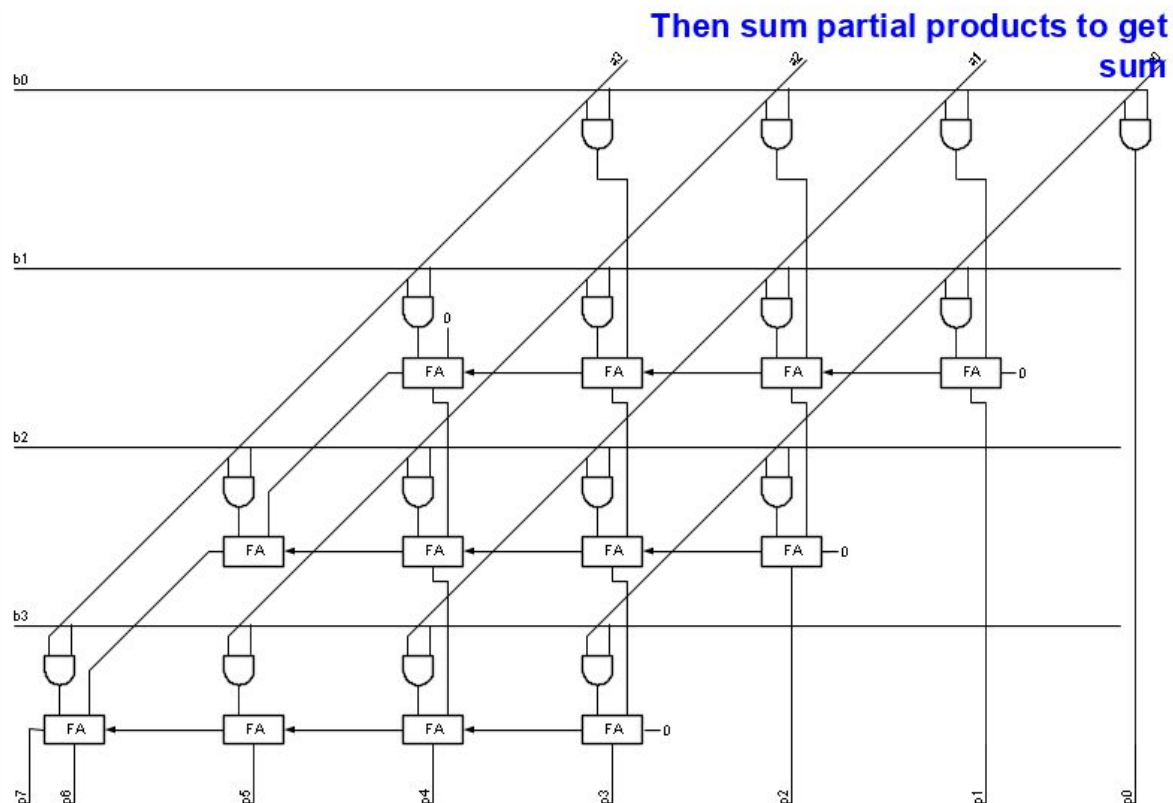 Then sum partial products to get
sum
a3 a2 a1 a0
b0
b1
0
FA FA FA FA 0
b2
FA FA FA FA 0
b3
FA FA FA FA 0
p7 p6 p5 p4 p3 p2 p1 p0